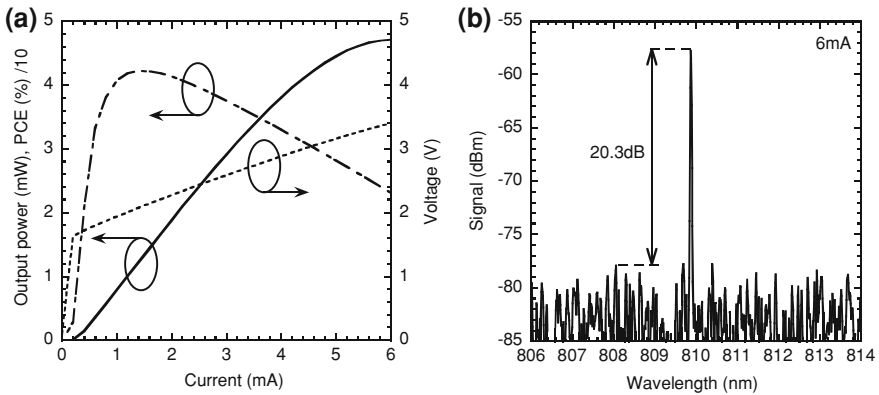 (a)
Output power (mW), PCE (%) /10
5
4
3
2
1
0
0 1 2 3 4 5 6
Current (mA)
5
4
3
2
1
0
Voltage (V)
(b)
Signal (dBm)
-55
-60
-65
-70
-75
-80
-85
6mA
20.3dB
806 807 808 809 810 811 812 813 814
Wavelength (nm)